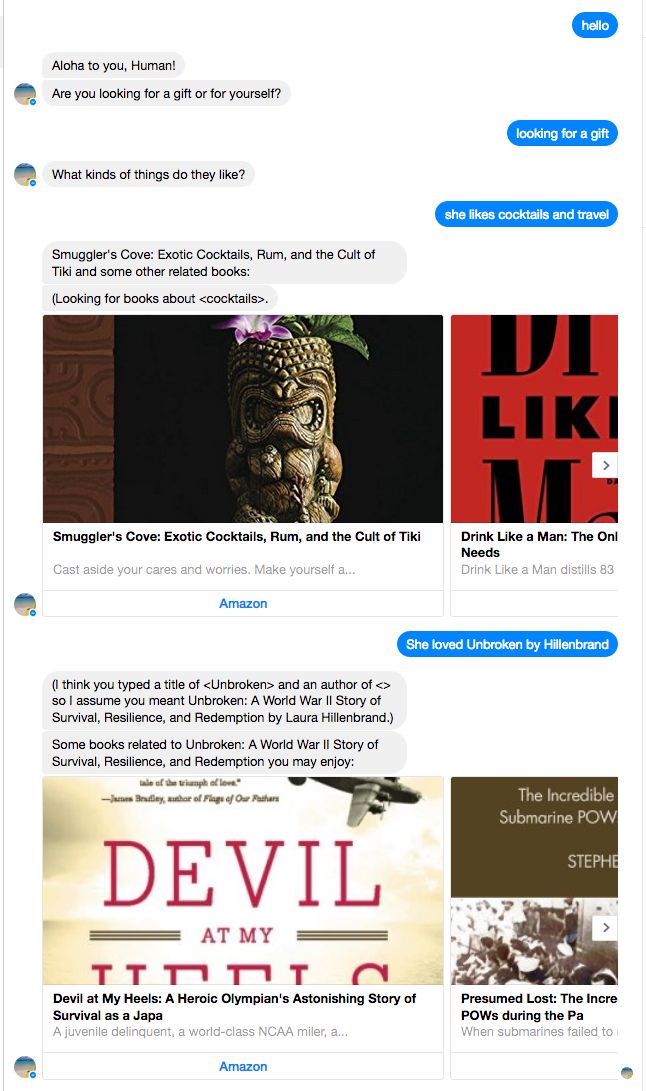 hello
Aloha to you, Human!
Are you looking for a gift or for yourself?
looking for a gift
What kinds of things do they like?
she likes cocktails and travel
Smuggler's Cove: Exotic Cocktails, Rum, and the Cult of
Tiki and some other related books:
(Looking for books about <cocktails>.
LIK
Smuggler's Cove: Exotic Cocktails, Rum, and the Cult of Tiki
Cast aside your cares and worries. Make yourself a...
Amazon
Drink Like a Man: The Onl
Needs
Drink Like a Man distills 83
She loved Unbroken by Hillenbrand
(I think you typed a title of <Unbroken> and an author of <>
so I assume you meant Unbroken: A World War II Story of
Survival, Resilience, and Redemption by Laura Hillenbrand.)
Some books related to Unbroken: A World War II Story of
Survival, Resilience, and Redemption you may enjoy:
tale of the triumph of love."
—James Bradley, author of Flags of Our Fathers
DEVIL
AT MY
HEELS
The Incredible
Submarine POW
STEPHE
Devil at My Heels: A Heroic Olympian's Astonishing Story of
Survival as a Japa
A juvenile delinquent, a world-class NCAA miler, a...
Amazon
Presumed Lost: The Incre
POWs during the Pa
When submarines failed to